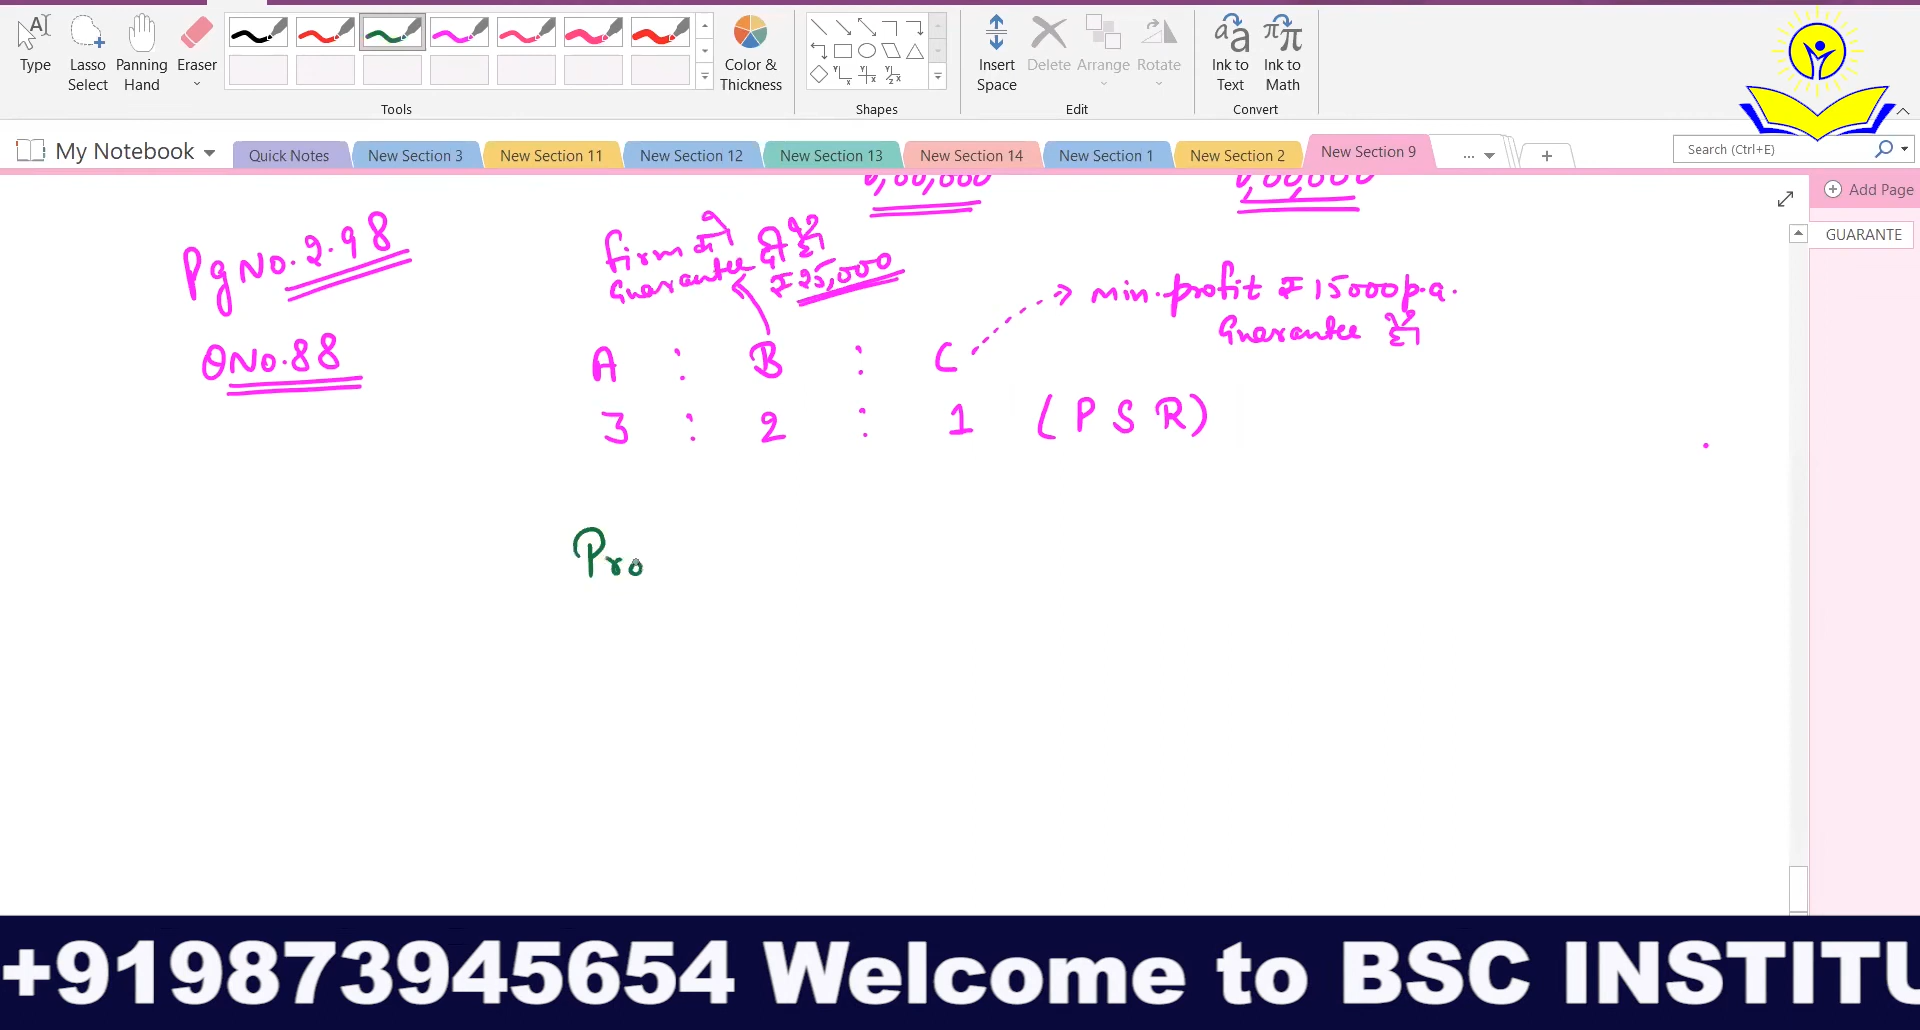 Type
Lasso Select
Panning Hand
Eraser
Color & Thickness
Insert Space
Delete
Arrange
Rotate
Ink to Text
Ink to Math
Tools
Shapes
Edit
Convert
My Notebook
Quick Notes
New Section 3
New Section 11
New Section 12
New Section 13
New Section 14
New Section 1
New Section 2
New Section 9
...
Search (Ctrl+E)
Add Page
GUARANTE
Pg No. 2.98
firm
Guarantee
₹25,000
→ min. profit ₹ 15000 p.a.
Guarantee
QNo. 88
A : B : C
3 : 2 : 1 (P S R)
Pro
+919873945654 Welcome to BSC INSTITU